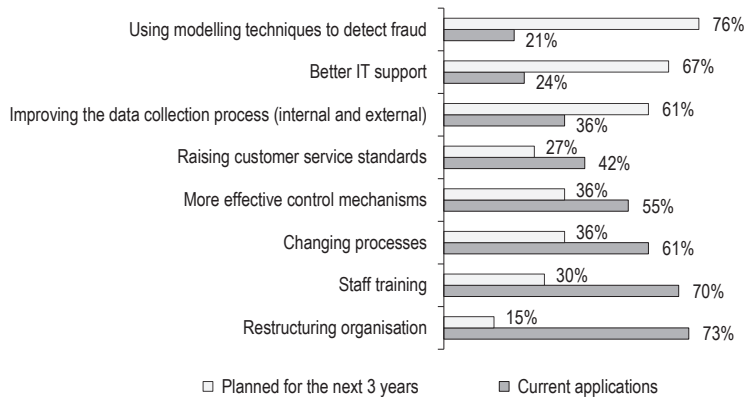 Using modelling techniques to detect fraud
76%
21%
Better IT support
67%
24%
Improving the data collection process (internal and external)
61%
36%
Raising customer service standards
27%
42%
More effective control mechanisms
36%
55%
Changing processes
36%
61%
Staff training
30%
70%
Restructuring organisation
15%
73%
Planned for the next 3 years
Current applications